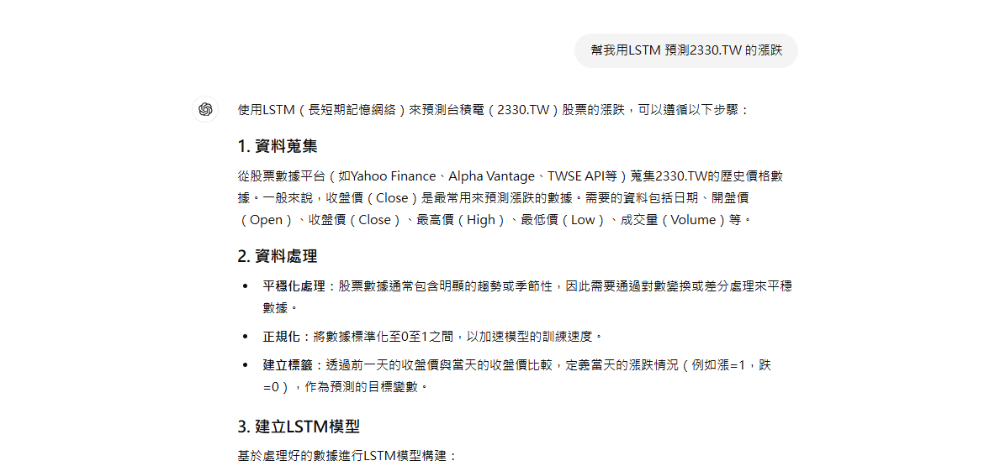 幫我用LSTM 預測2330.TW 的漲跌
使用LSTM（長短期記憶網絡）來預測台積電（2330.TW）股票的漲跌，可以遵循以下步驟：
1. 資料蒐集
從股票數據平台（如Yahoo Finance、Alpha Vantage、TWSE API等）蒐集2330.TW的歷史價格數
據。一般來說，收盤價（Close）是最常用來預測漲跌的數據。需要的資料包括日期、開盤價
（Open）、收盤價（Close）、最高價（High）、最低價（Low）、成交量（Volume）等。
2. 資料處理
• 平穩化處理：股票數據通常包含明顯的趨勢或季節性，因此需要通過對數變換或差分處理來平穩
數據。
• 正規化：將數據標準化至0至1之間，以加速模型的訓練速度。
• 建立標籤：透過前一天的收盤價與當天的收盤價比較，定義當天的漲跌情況（例如漲=1，跌
=0），作為預測的目標變數。
3. 建立LSTM模型
基於處理好的數據進行LSTM模型構建：